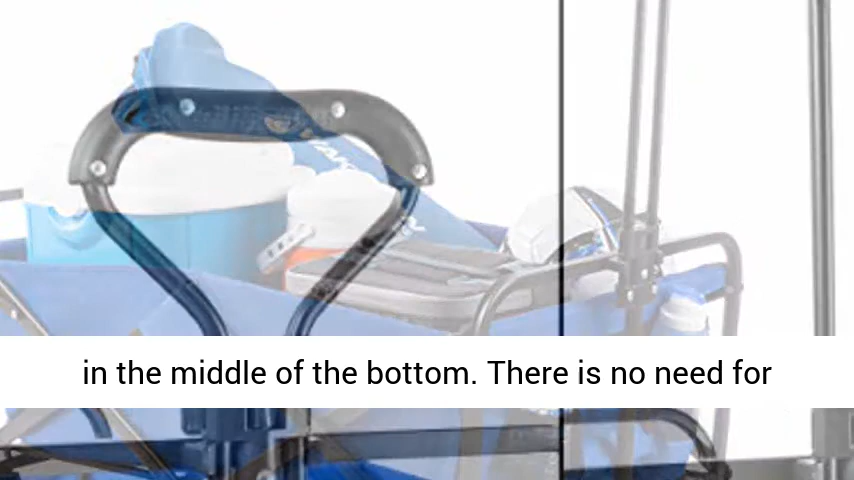 in the middle of the bottom. There is no need for